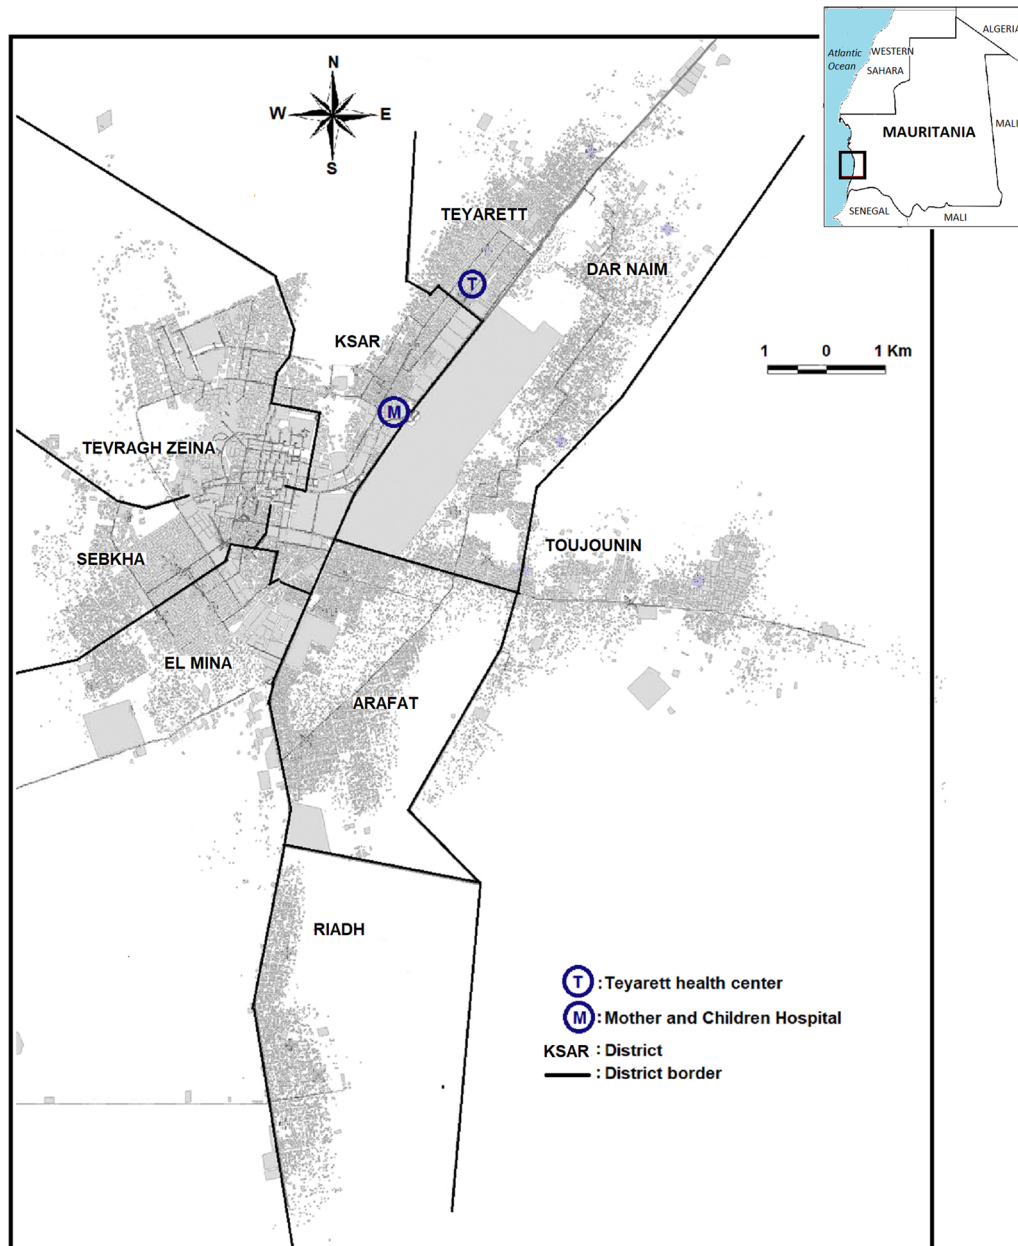 ALGERIA
Atlantic
Ocean
WESTERN
SAHARA
MALI
MAURITANIA
SENEGAL
MALI
N
W E
S
TEYARETT
DAR NAIM
T
KSAR
1 0 1 Km
M
TEVRAGH ZEINA
SEBKHA
TOUJOUNIN
EL MINA
ARAFAT
RIADH
T : Teyarett health center
M : Mother and Children Hospital
KSAR : District
: District border